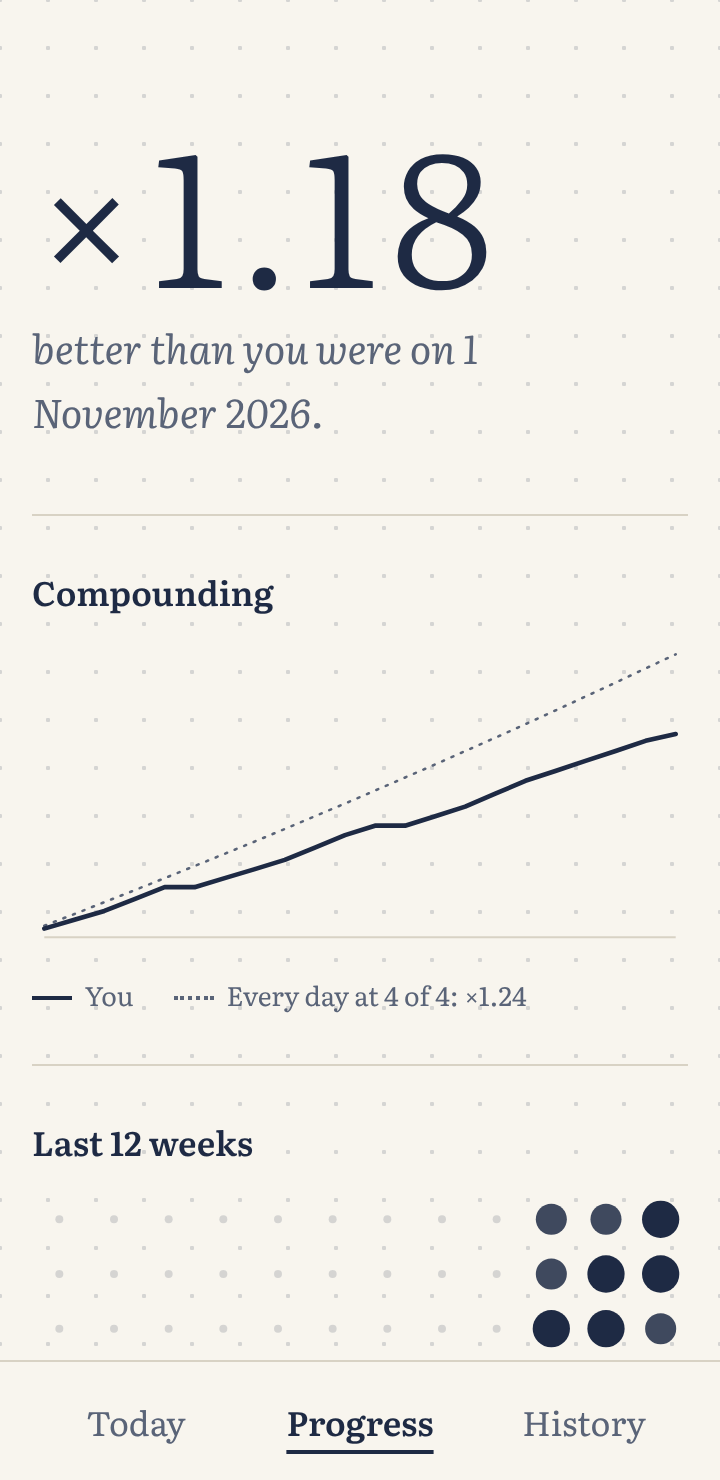 ×1.18
better than you were on 1
November 2026.
Compounding
You
Every day at 4 of 4: ×1.24
Last 12 weeks
Today
Progress
History